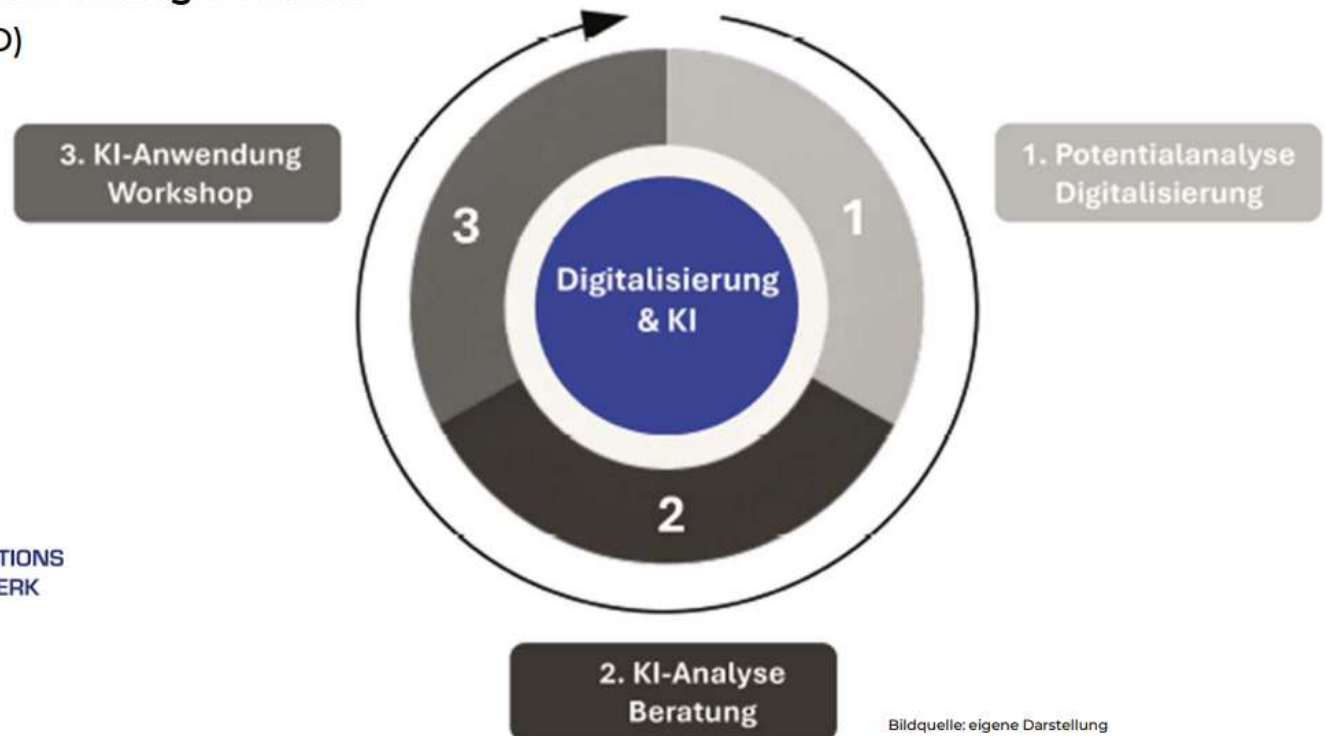 3. KI-Anwendung
Workshop
1. Potentialanalyse
Digitalisierung
3
1
Digitalisierung
& KI
2
TIONS
ERK
2. KI-Analyse
Beratung
Bildquelle: eigene Darstellung